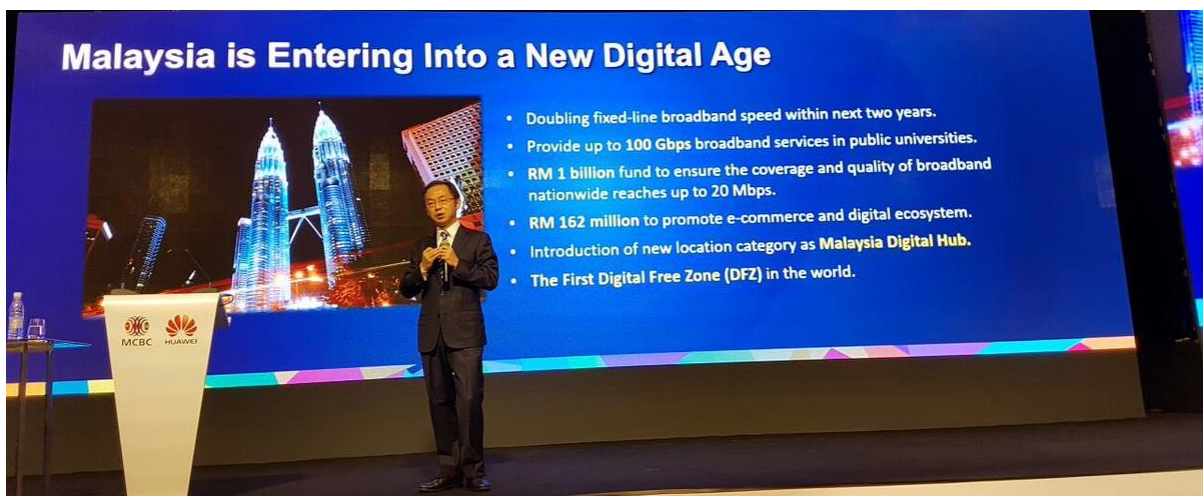 Malaysia is Entering Into a New Digital Age
• Doubling fixed-line broadband speed within next two years.
• Provide up to 100 Gbps broadband services in public universities.
• RM 1 billion fund to ensure the coverage and quality of broadband
nationwide reaches up to 20 Mbps.
• RM 162 million to promote e-commerce and digital ecosystem.
• Introduction of new location category as Malaysia Digital Hub.
• The First Digital Free Zone (DFZ) in the world.
MCBC
HUAWEI